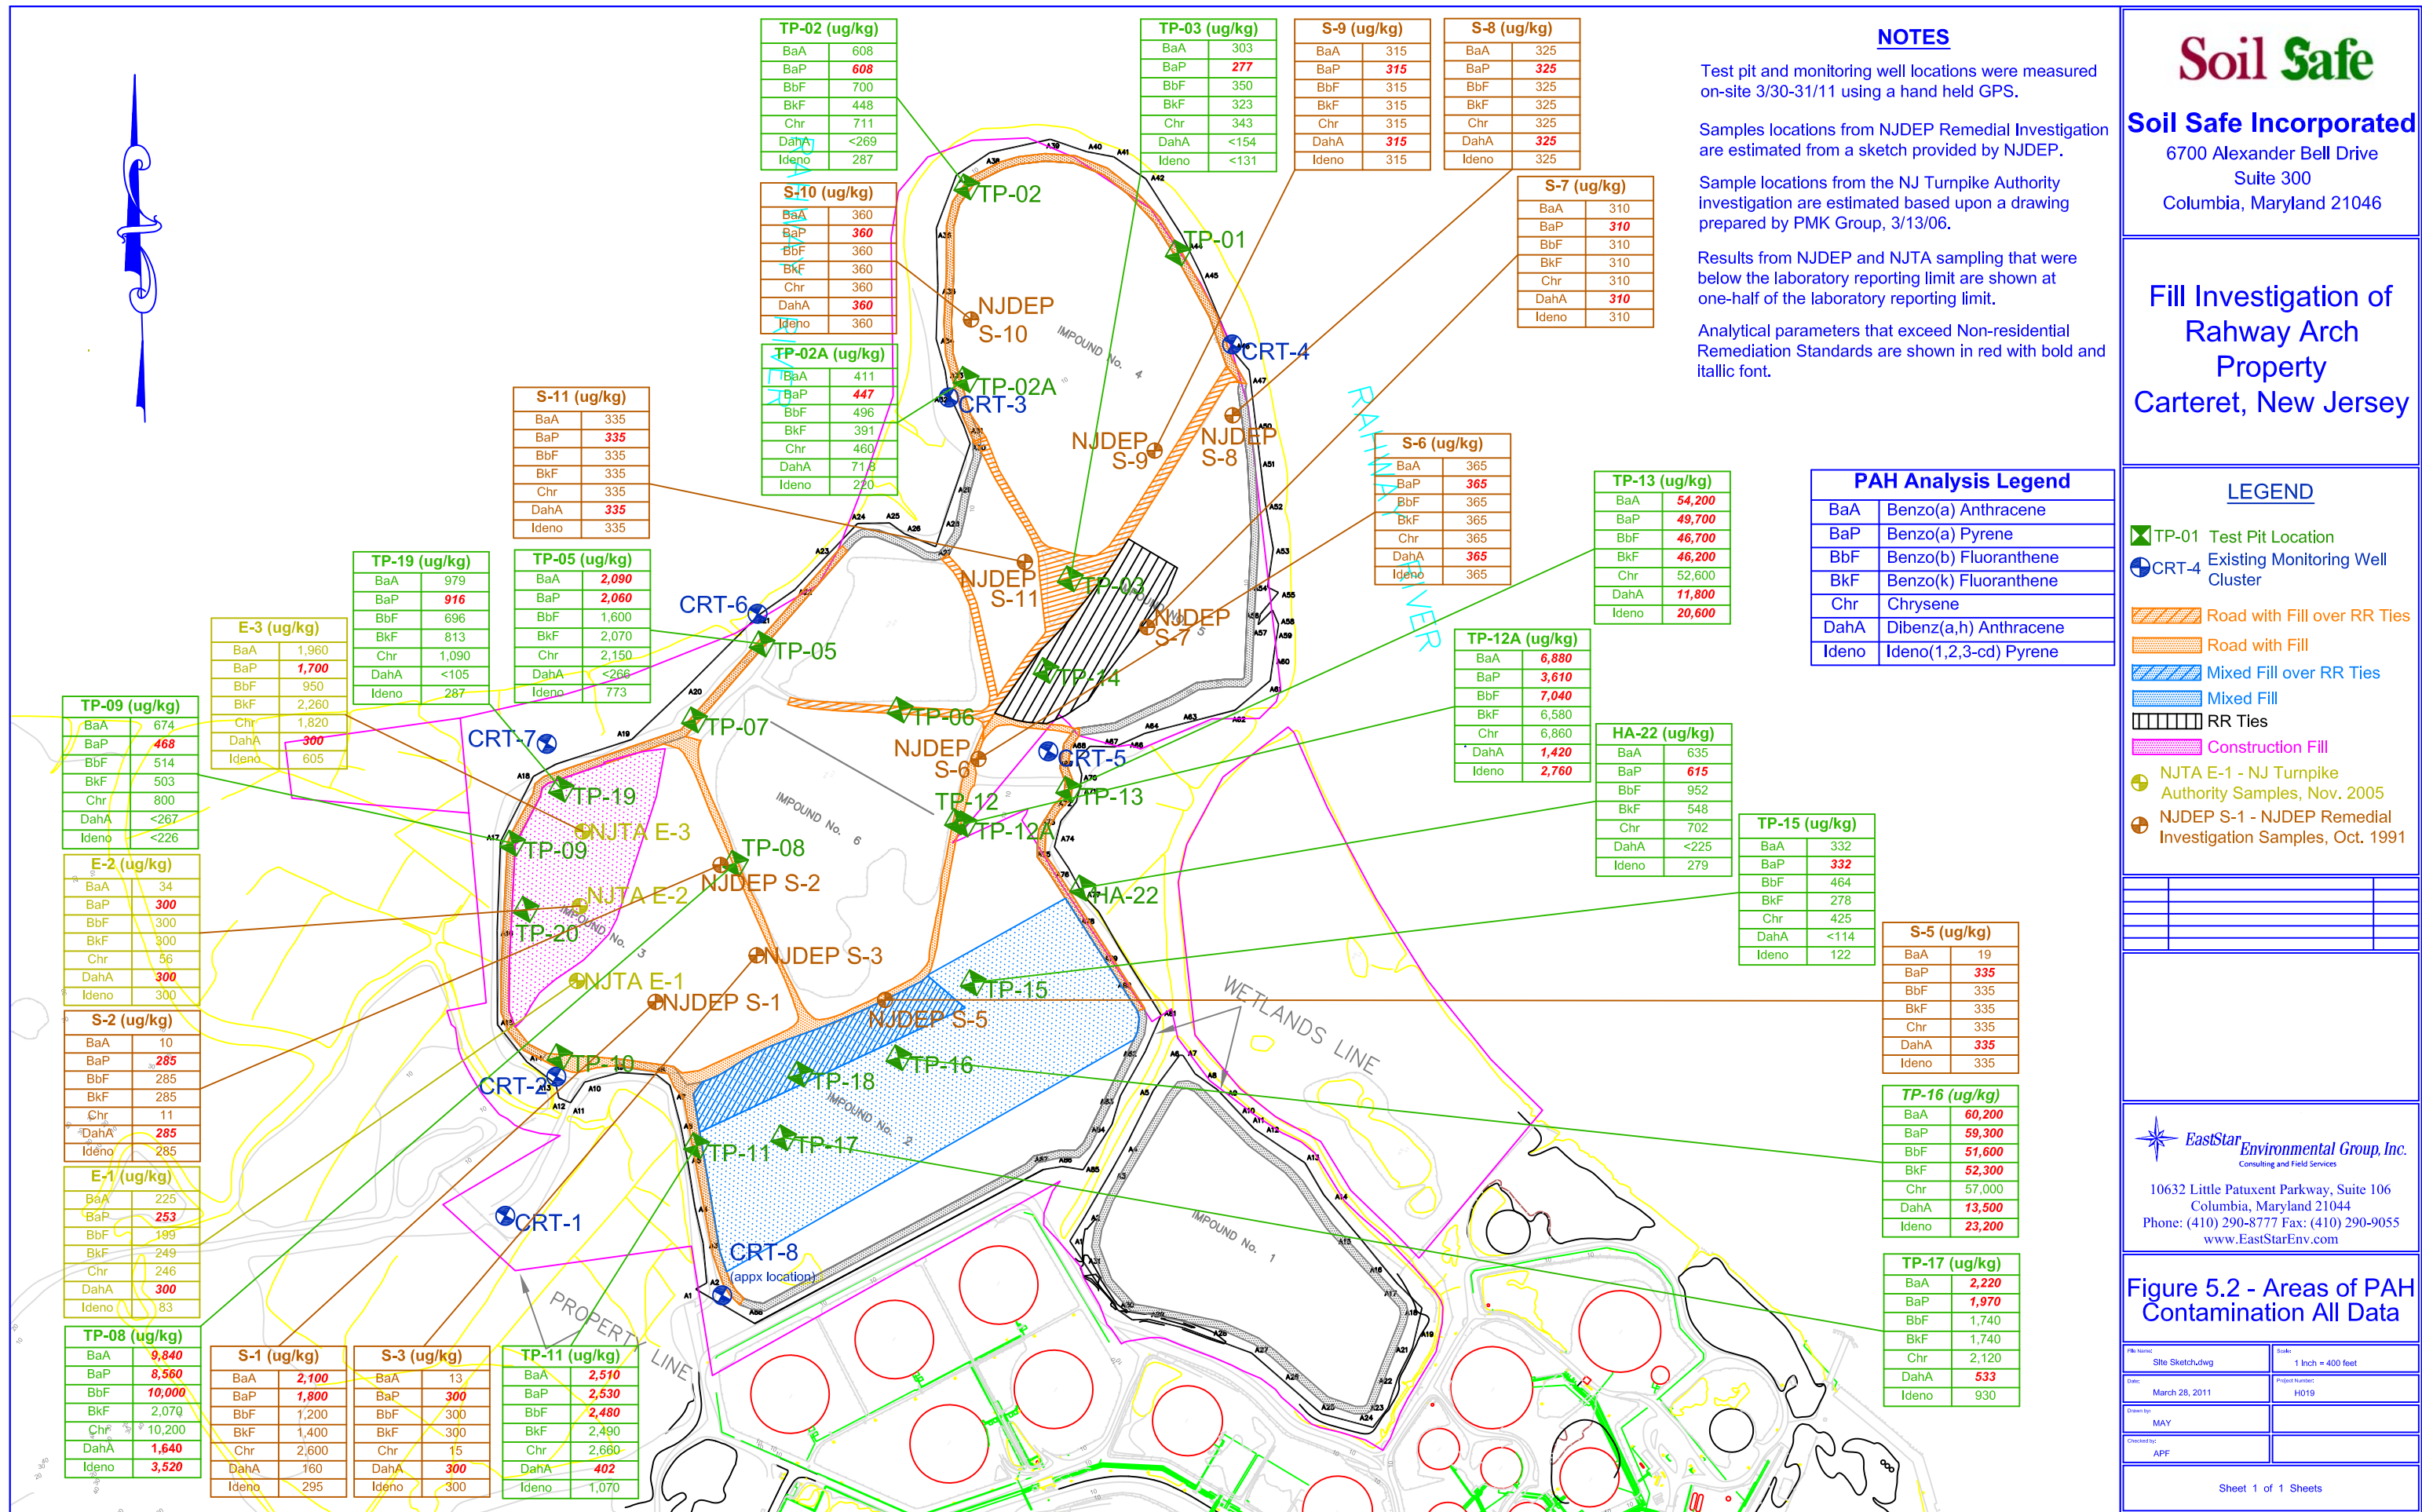 TP-02 (ug/kg)
BaA 608
BaP 608
BbF 700
BkF 448
Chr 711
DahA <269
Ideno 287
TP-03 (ug/kg)
BaA 303
BaP 277
BbF 350
BkF 323
Chr 343
DahA <154
Ideno <131
S-9 (ug/kg)
BaA 315
BaP 315
BbF 315
BkF 315
Chr 315
DahA 315
Ideno 315
S-8 (ug/kg)
BaA 325
BaP 325
BbF 325
BkF 325
Chr 325
DahA 325
Ideno 325
S-10 (ug/kg)
BaA 360
BaP 360
BbF 360
BkF 360
Chr 360
DahA 360
Ideno 360
S-7 (ug/kg)
BaA 310
BaP 310
BbF 310
BkF 310
Chr 310
DahA 310
Ideno 310
TP-02A (ug/kg)
BaA 411
BaP 447
BbF 496
BkF 391
Chr 460
DahA 71.8
Ideno 220
S-11 (ug/kg)
BaA 335
BaP 335
BbF 335
BkF 335
Chr 335
DahA 335
Ideno 335
S-6 (ug/kg)
BaA 365
BaP 365
BbF 365
BkF 365
Chr 365
DahA 365
Ideno 365
TP-13 (ug/kg)
BaA 54,200
BaP 49,700
BbF 46,700
BkF 46,200
Chr 52,600
DahA 11,800
Ideno 20,600
TP-19 (ug/kg)
BaA 979
BaP 916
BbF 696
BkF 813
Chr 1,090
DahA <105
Ideno 287
TP-05 (ug/kg)
BaA 2,090
BaP 2,060
BbF 1,600
BkF 2,070
Chr 2,150
DahA <266
Ideno 773
E-3 (ug/kg)
BaA 1,960
BaP 1,700
BbF 950
BkF 2,260
Chr 1,820
DahA 300
Ideno 605
TP-12A (ug/kg)
BaA 6,880
BaP 3,610
BbF 7,040
BkF 6,580
Chr 6,860
DahA 1,420
Ideno 2,760
TP-09 (ug/kg)
BaA 674
BaP 468
BbF 514
BkF 503
Chr 800
DahA <267
Ideno <226
HA-22 (ug/kg)
BaA 635
BaP 615
BbF 952
BkF 548
Chr 702
DahA <225
Ideno 279
TP-15 (ug/kg)
BaA 332
BaP 332
BbF 464
BkF 278
Chr 425
DahA <114
Ideno 122
E-2 (ug/kg)
BaA 34
BaP 300
BbF 300
BkF 300
Chr 56
DahA 300
Ideno 300
S-5 (ug/kg)
BaA 19
BaP 335
BbF 335
BkF 335
Chr 335
DahA 335
Ideno 335
S-2 (ug/kg)
BaA 10
BaP 285
BbF 285
BkF 285
Chr 11
DahA 285
Ideno 285
TP-16 (ug/kg)
BaA 60,200
BaP 59,300
BbF 51,600
BkF 52,300
Chr 57,000
DahA 13,500
Ideno 23,200
E-1 (ug/kg)
BaA 225
BaP 253
BbF 199
BkF 249
Chr 246
DahA 300
Ideno 83
TP-17 (ug/kg)
BaA 2,220
BaP 1,970
BbF 1,740
BkF 1,740
Chr 2,120
DahA 533
Ideno 930
TP-08 (ug/kg)
BaA 9,840
BaP 8,560
BbF 10,000
BkF 2,070
Chr 10,200
DahA 1,640
Ideno 3,520
S-1 (ug/kg)
BaA 2,100
BaP 1,800
BbF 1,200
BkF 1,400
Chr 2,600
DahA 160
Ideno 295
S-3 (ug/kg)
BaA 13
BaP 300
BbF 300
BkF 300
Chr 15
DahA 300
Ideno 300
TP-11 (ug/kg)
BaA 2,510
BaP 2,530
BbF 2,480
BkF 2,490
Chr 2,660
DahA 402
Ideno 1,070
RAHWAY RIVER
TP-02
TP-01
NJDEP
S-10
IMPOUND No. 4
CRT-4
TP-02A
CRT-3
NJDEP
S-9
NJDEP
S-8
RAHWAY RIVER
NJDEP
S-11
TP-03
IMPOUND No. 5
NJDEP
S-7
CRT-6
TP-05
TP-14
TP-07
TP-06
CRT-7
NJDEP
S-6
CRT-5
TP-19
TP-12
TP-13
IMPOUND No. 6
TP-12A
NJTA E-3
TP-09
TP-08
NJDEP S-2
NJTA E-2
HA-22
TP-20
IMPOUND No. 3
NJDEP S-3
NJTA E-1
NJDEP S-1
TP-15
NJDEP S-5
WETLANDS LINE
TP-10
CRT-2
TP-18
TP-16
IMPOUND No. 2
TP-11
TP-17
CRT-1
CRT-8
(appx location)
IMPOUND No. 1
PROPERTY LINE
NOTES
Test pit and monitoring well locations were measured
on-site 3/30-31/11 using a hand held GPS.
Samples locations from NJDEP Remedial Investigation
are estimated from a sketch provided by NJDEP.
Sample locations from the NJ Turnpike Authority
investigation are estimated based upon a drawing
prepared by PMK Group, 3/13/06.
Results from NJDEP and NJTA sampling that were
below the laboratory reporting limit are shown at
one-half of the laboratory reporting limit.
Analytical parameters that exceed Non-residential
Remediation Standards are shown in red with bold and
itallic font.
PAH Analysis Legend
BaA Benzo(a) Anthracene
BaP Benzo(a) Pyrene
BbF Benzo(b) Fluoranthene
BkF Benzo(k) Fluoranthene
Chr Chrysene
DahA Dibenz(a,h) Anthracene
Ideno Ideno(1,2,3-cd) Pyrene
Soil Safe
Soil Safe Incorporated
6700 Alexander Bell Drive
Suite 300
Columbia, Maryland 21046
Fill Investigation of
Rahway Arch
Property
Carteret, New Jersey
LEGEND
TP-01 Test Pit Location
CRT-4 Existing Monitoring Well
Cluster
Road with Fill over RR Ties
Road with Fill
Mixed Fill over RR Ties
Mixed Fill
RR Ties
Construction Fill
NJTA E-1 - NJ Turnpike
Authority Samples, Nov. 2005
NJDEP S-1 - NJDEP Remedial
Investigation Samples, Oct. 1991
EastStar Environmental Group, Inc.
Consulting and Field Services
10632 Little Patuxent Parkway, Suite 106
Columbia, Maryland 21044
Phone: (410) 290-8777 Fax: (410) 290-9055
www.EastStarEnv.com
Figure 5.2 - Areas of PAH
Contamination All Data
File Name: Site Sketch.dwg
Scale: 1 Inch = 400 feet
Date: March 28, 2011
Project Number: H019
Drawn by: MAY
Checked by: APF
Sheet 1 of 1 Sheets